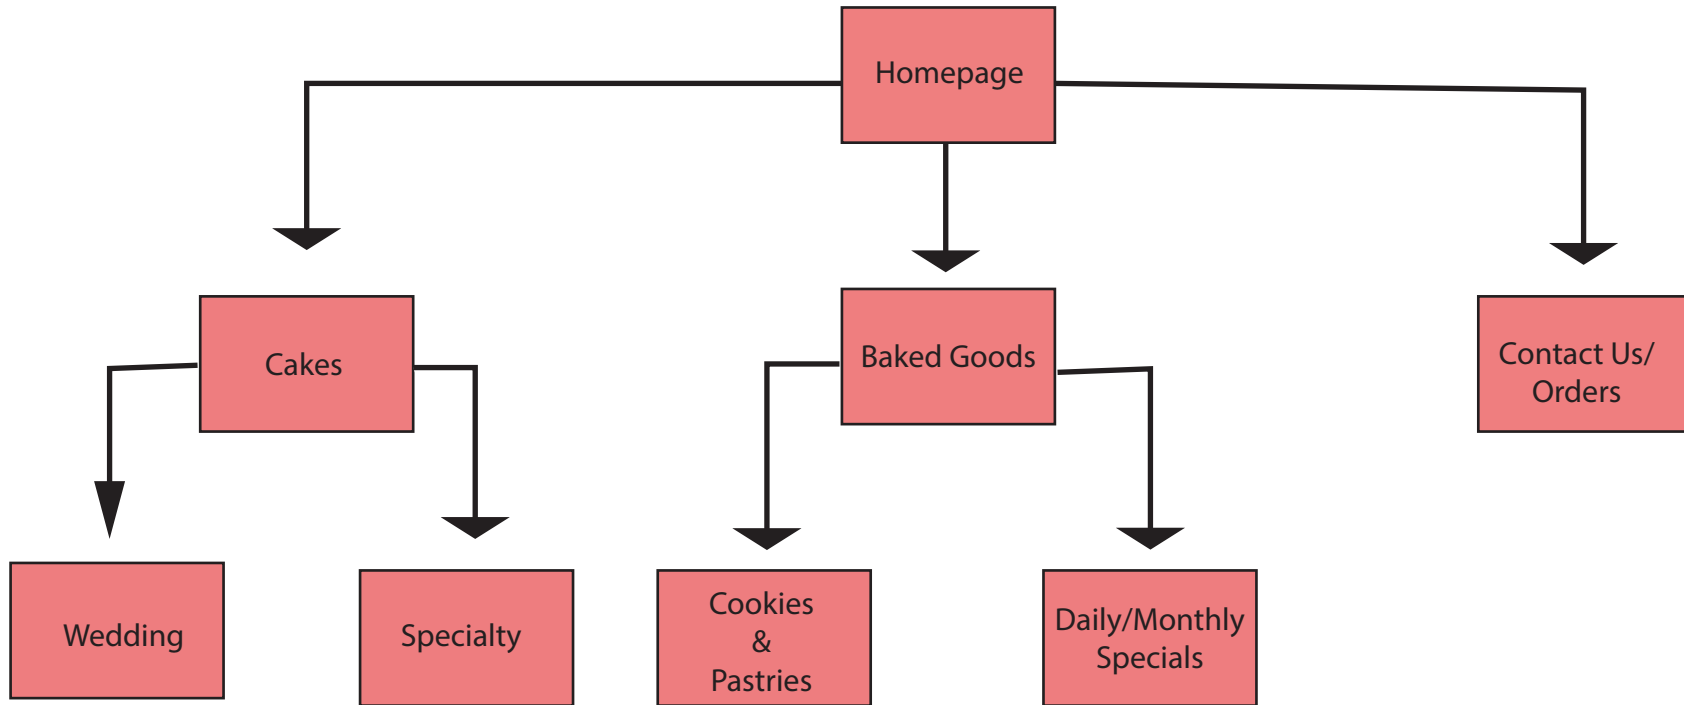 Homepage
Cakes
Baked Goods
Contact Us/
Orders
Wedding
Specialty
Cookies
&
Pastries
Daily/Monthly
Specials